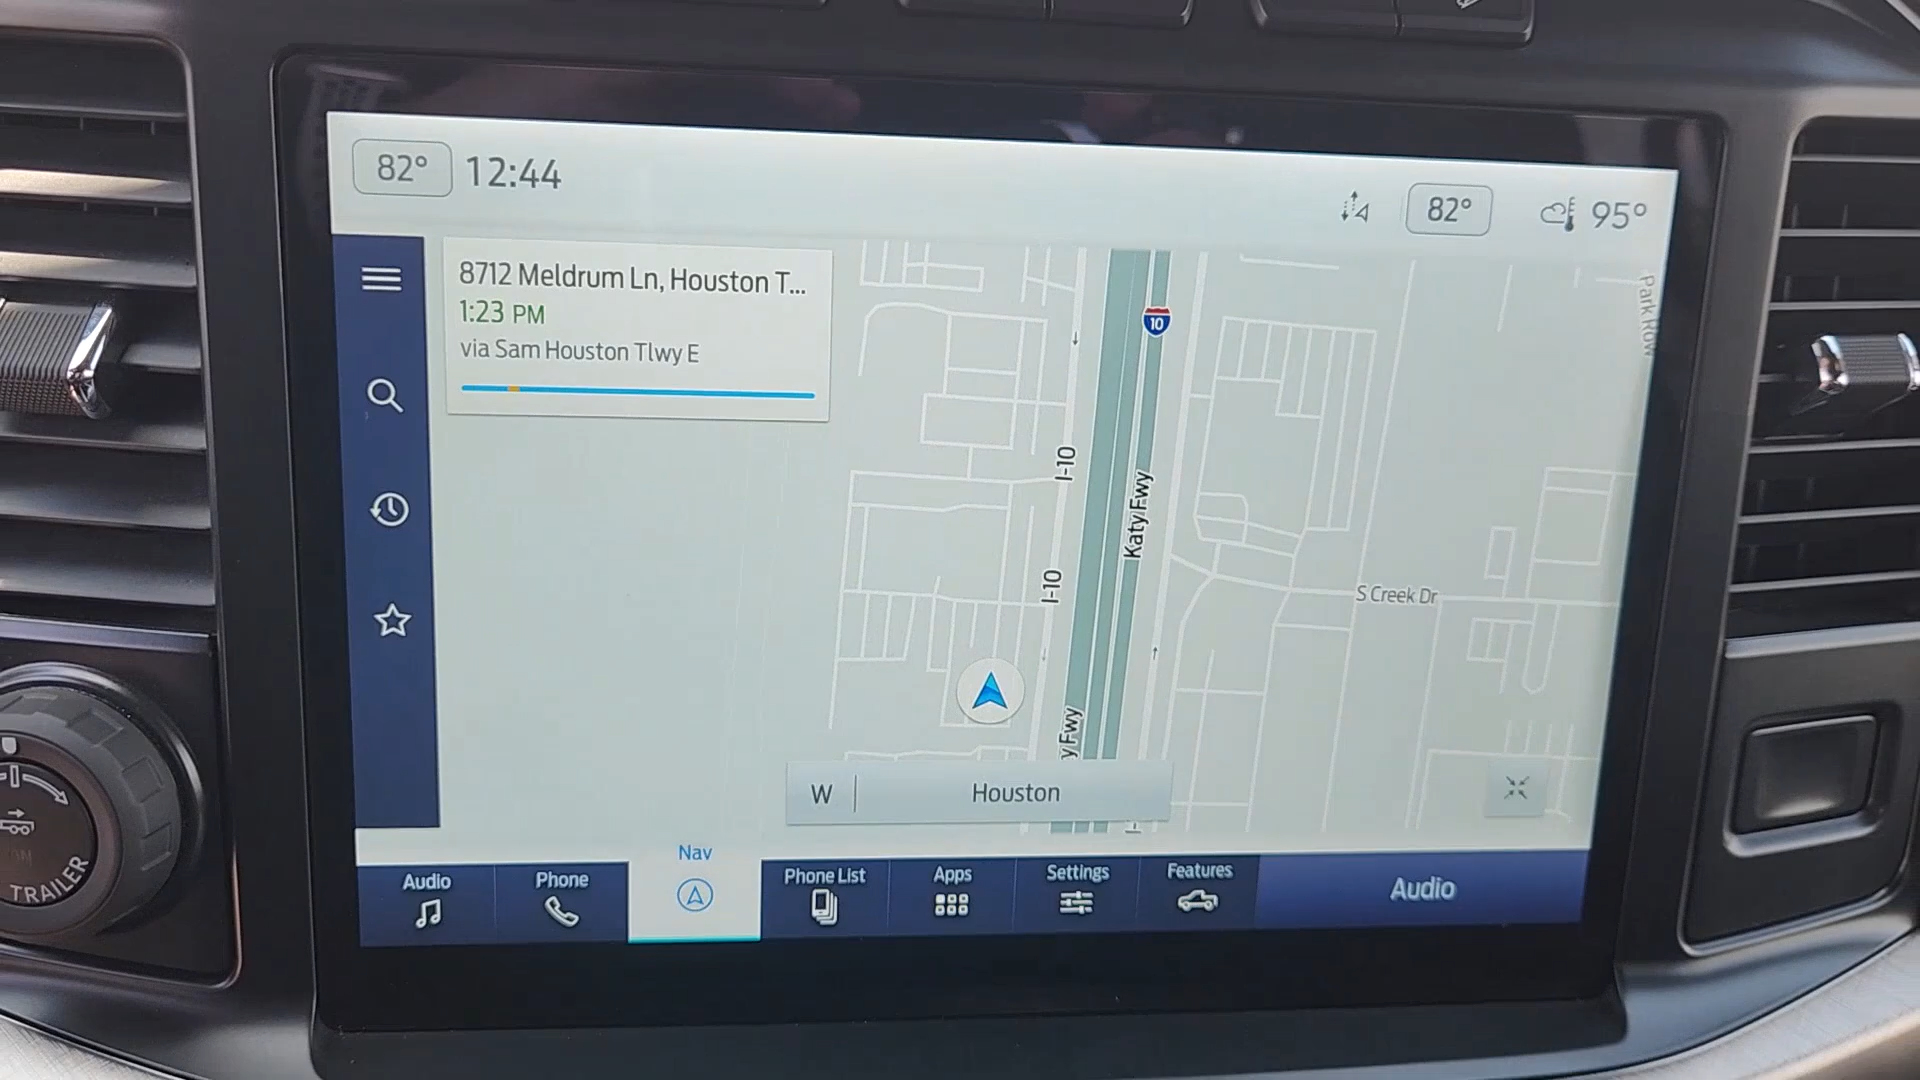 82° 12:44
82° 95°
8712 Meldrum Ln, Houston T...
1:23 PM
via Sam Houston Tlwy E
10
Park Row
I-10
Katy Fwy
I-10
S Creek Dr
y Fwy
W Houston
Nav
Audio
Phone
Phone List
Apps
Settings
Features
Audio
TRAILER